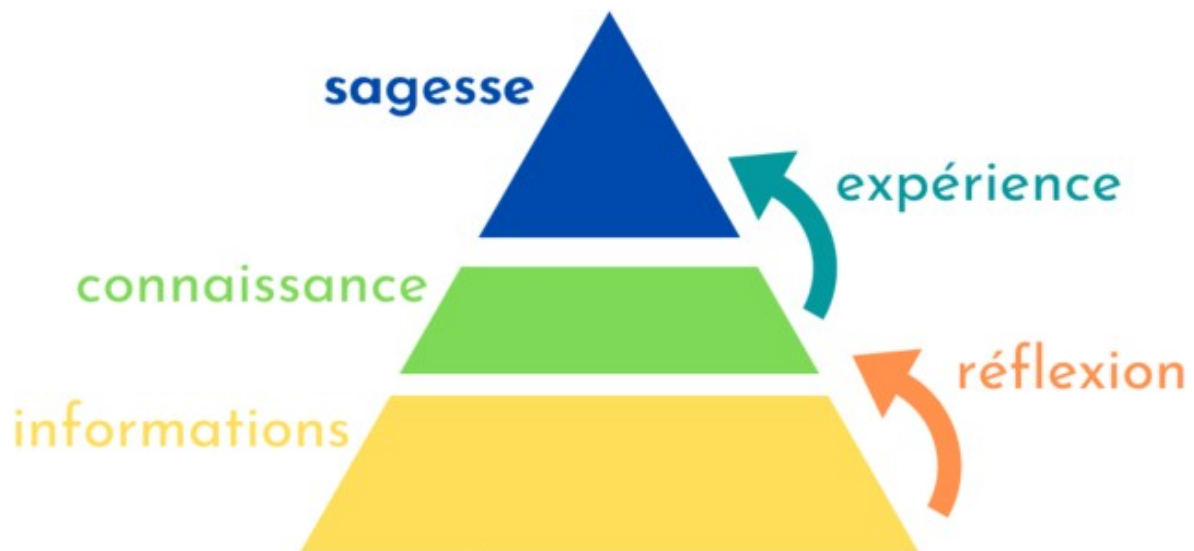 sagesse
expérience
connaissance
réflexion
informations